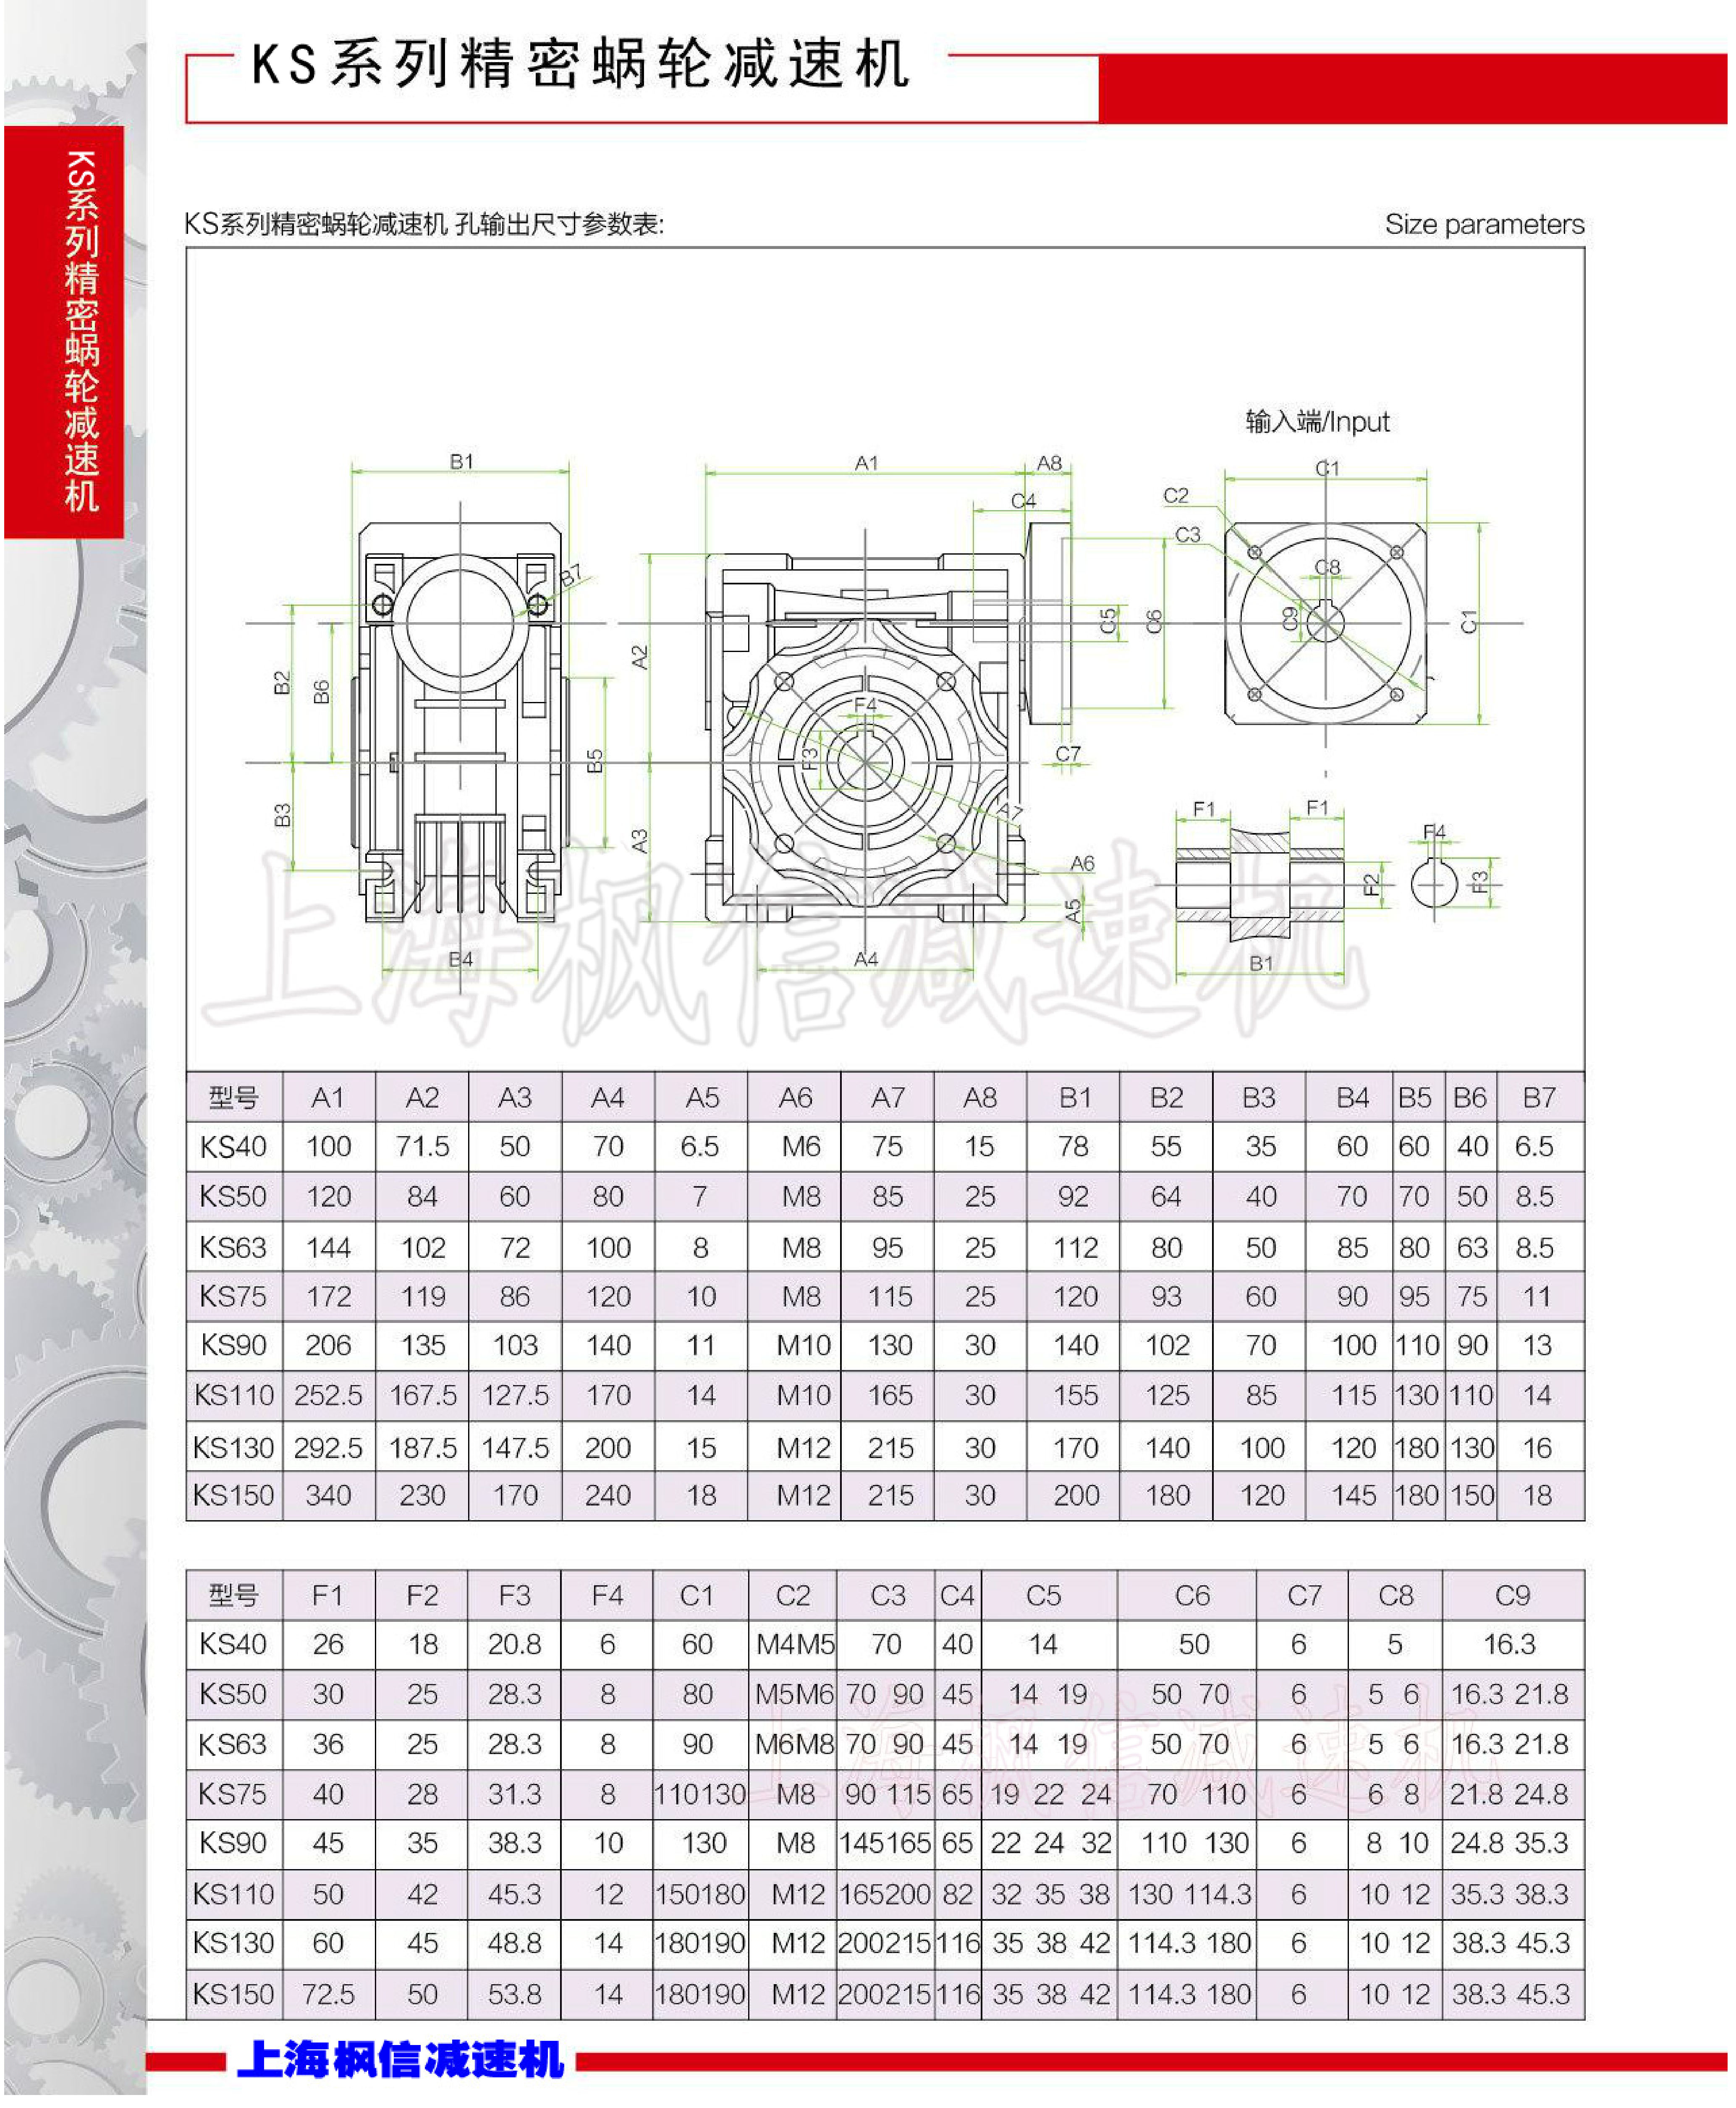 KS系列精密蜗轮减速机
KS系列精密蜗轮减速机
KS系列精密蜗轮减速机 孔输出尺寸参数表: Size parameters
输入端/Input
B1 A1 A8 C1
C4 C2
C3
B7 C8
C5 C6 C9 C1
A2
B2 B6
F4
F3 B5 C7
B3 A3 A7 F1 F1
F4
A6
F2 F3
A5
B4 A4 B1
上海枫信减速机
型号 A1 A2 A3 A4 A5 A6 A7 A8 B1 B2 B3 B4 B5 B6 B7
KS40 100 71.5 50 70 6.5 M6 75 15 78 55 35 60 60 40 6.5
KS50 120 84 60 80 7 M8 85 25 92 64 40 70 70 50 8.5
KS63 144 102 72 100 8 M8 95 25 112 80 50 85 80 63 8.5
KS75 172 119 86 120 10 M8 115 25 120 93 60 90 95 75 11
KS90 206 135 103 140 11 M10 130 30 140 102 70 100 110 90 13
KS110 252.5 167.5 127.5 170 14 M10 165 30 155 125 85 115 130 110 14
KS130 292.5 187.5 147.5 200 15 M12 215 30 170 140 100 120 180 130 16
KS150 340 230 170 240 18 M12 215 30 200 180 120 145 180 150 18
型号 F1 F2 F3 F4 C1 C2 C3 C4 C5 C6 C7 C8 C9
KS40 26 18 20.8 6 60 M4M5 70 40 14 50 6 5 16.3
KS50 30 25 28.3 8 80 M5M6 70 90 45 14 19 50 70 6 5 6 16.3 21.8
KS63 36 25 28.3 8 90 M6M8 70 90 45 14 19 50 70 6 5 6 16.3 21.8
KS75 40 28 31.3 8 110130 M8 90 115 65 19 22 24 70 110 6 6 8 21.8 24.8
KS90 45 35 38.3 10 130 M8 145165 65 22 24 32 110 130 6 8 10 24.8 35.3
KS110 50 42 45.3 12 150180 M12 165200 82 32 35 38 130 114.3 6 10 12 35.3 38.3
KS130 60 45 48.8 14 180190 M12 200215 116 35 38 42 114.3 180 6 10 12 38.3 45.3
KS150 72.5 50 53.8 14 180190 M12 200215 116 35 38 42 114.3 180 6 10 12 38.3 45.3
上海枫信减速机
上海枫信减速机